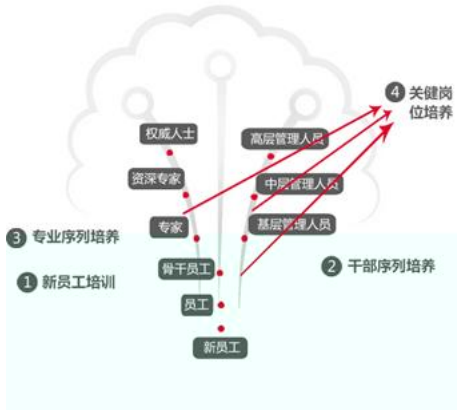 4 关健岗
位培养
权威人士
高层管理人员
资深专家
中层管理人员
专家
基层管理人员
3 专业序列培养
骨干员工
2 干部序列培养
1 新员工培训
员工
新员工